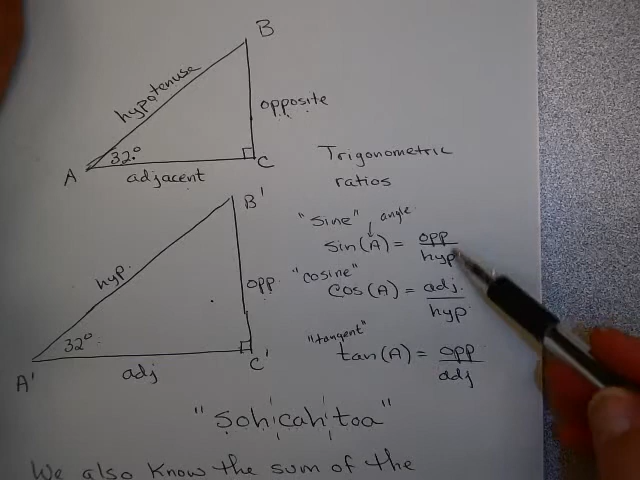 B
hypotenuse
opposite
A
32°
C
adjacent
Trigonometric
ratios
B'
hyp.
opp.
32°
A'
C'
adj
"sine" angle
sin(A) = opp/hyp
"cosine"
cos(A) = adj./hyp
"tangent"
tan(A) = opp/adj
"soh|cah|toa"
We also know the sum of the